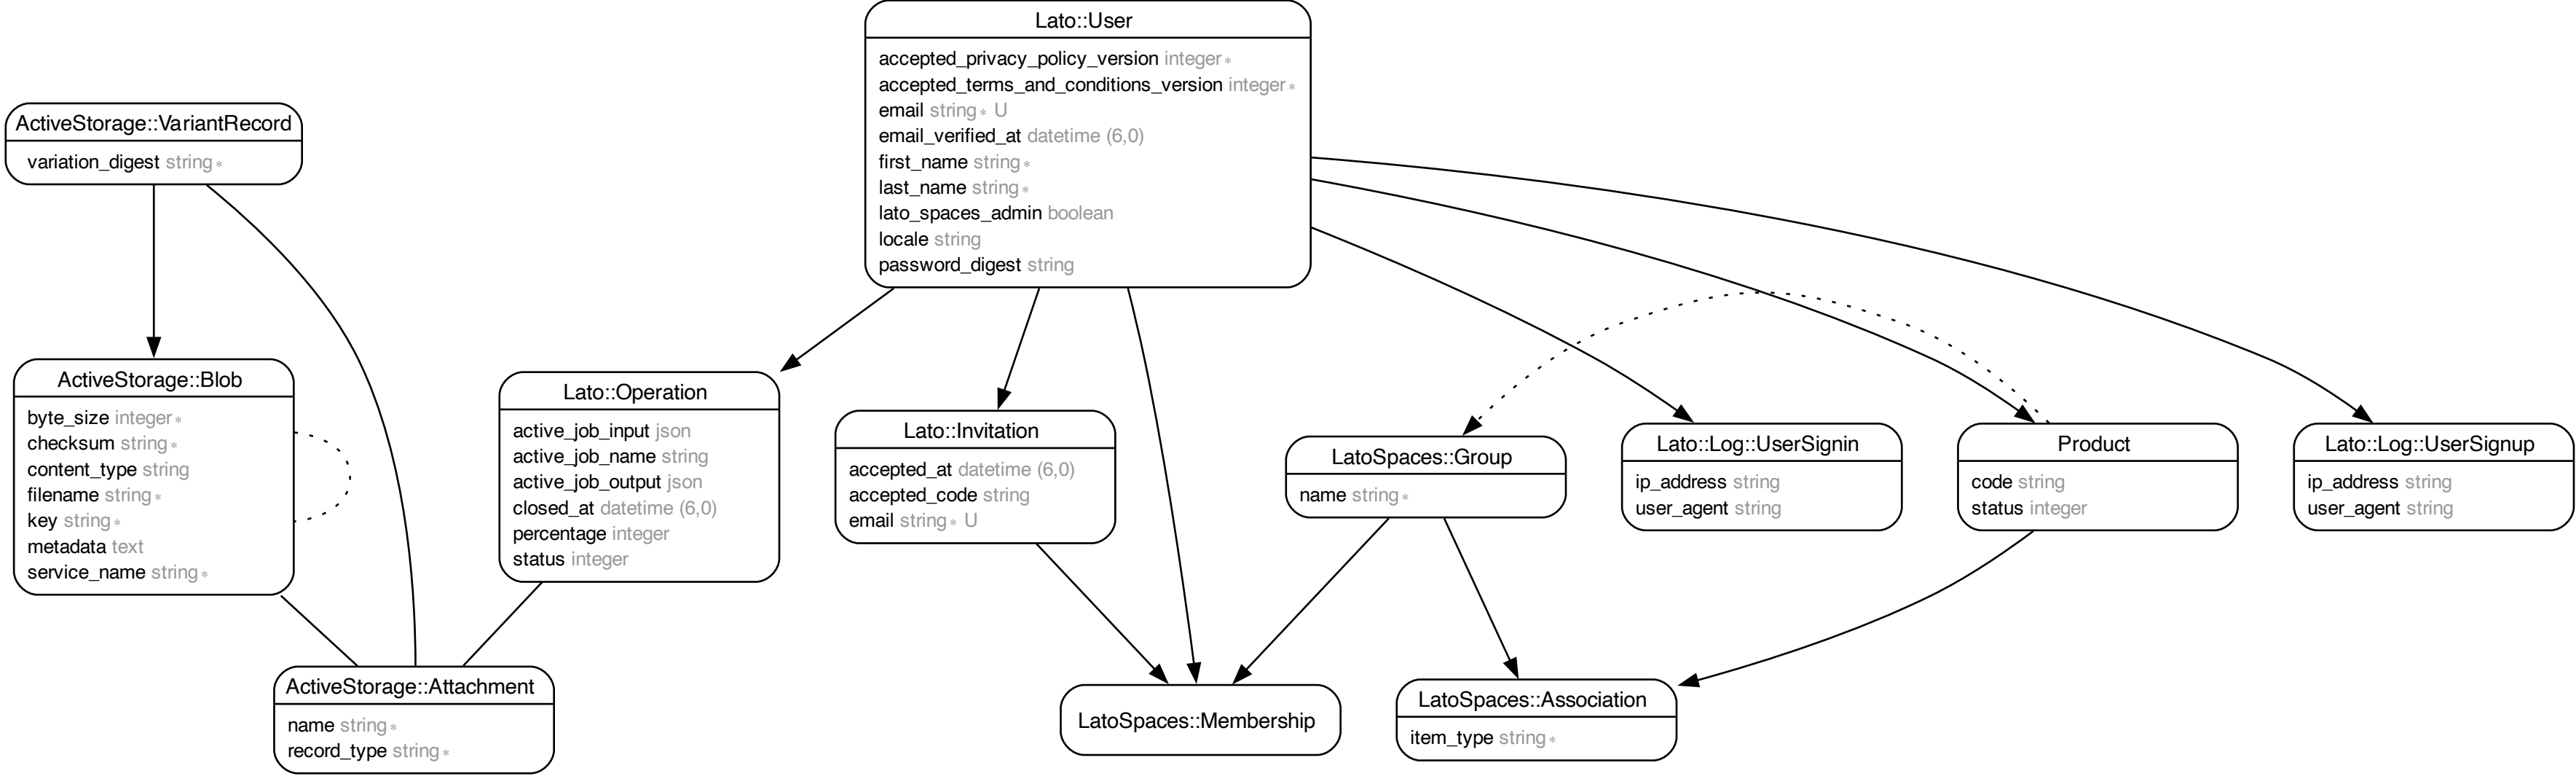 Lato::User
accepted_privacy_policy_version integer *
accepted_terms_and_conditions_version integer *
email string * U
email_verified_at datetime (6,0)
first_name string *
last_name string *
lato_spaces_admin boolean
locale string
password_digest string
ActiveStorage::VariantRecord
variation_digest string *
ActiveStorage::Blob
byte_size integer *
checksum string *
content_type string
filename string *
key string *
metadata text
service_name string *
Lato::Operation
active_job_input json
active_job_name string
active_job_output json
closed_at datetime (6,0)
percentage integer
status integer
Lato::Invitation
accepted_at datetime (6,0)
accepted_code string
email string * U
LatoSpaces::Group
name string *
Lato::Log::UserSignin
ip_address string
user_agent string
Product
code string
status integer
Lato::Log::UserSignup
ip_address string
user_agent string
ActiveStorage::Attachment
name string *
record_type string *
LatoSpaces::Membership
LatoSpaces::Association
item_type string *